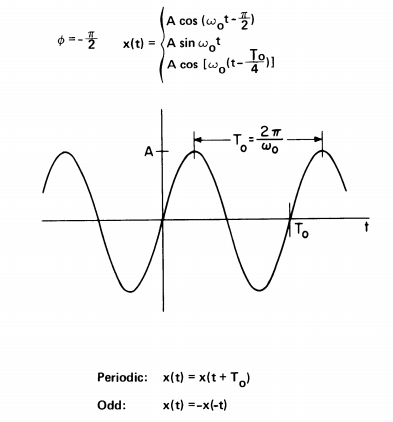 A cos (ω₀t - π/2)
ϕ = - π/2 x(t) = A sin ω₀t
A cos [ω₀(t - T₀/4)]
T₀ = 2π/ω₀
A
T₀
t
Periodic: x(t) = x(t + T₀)
Odd: x(t) = -x(-t)